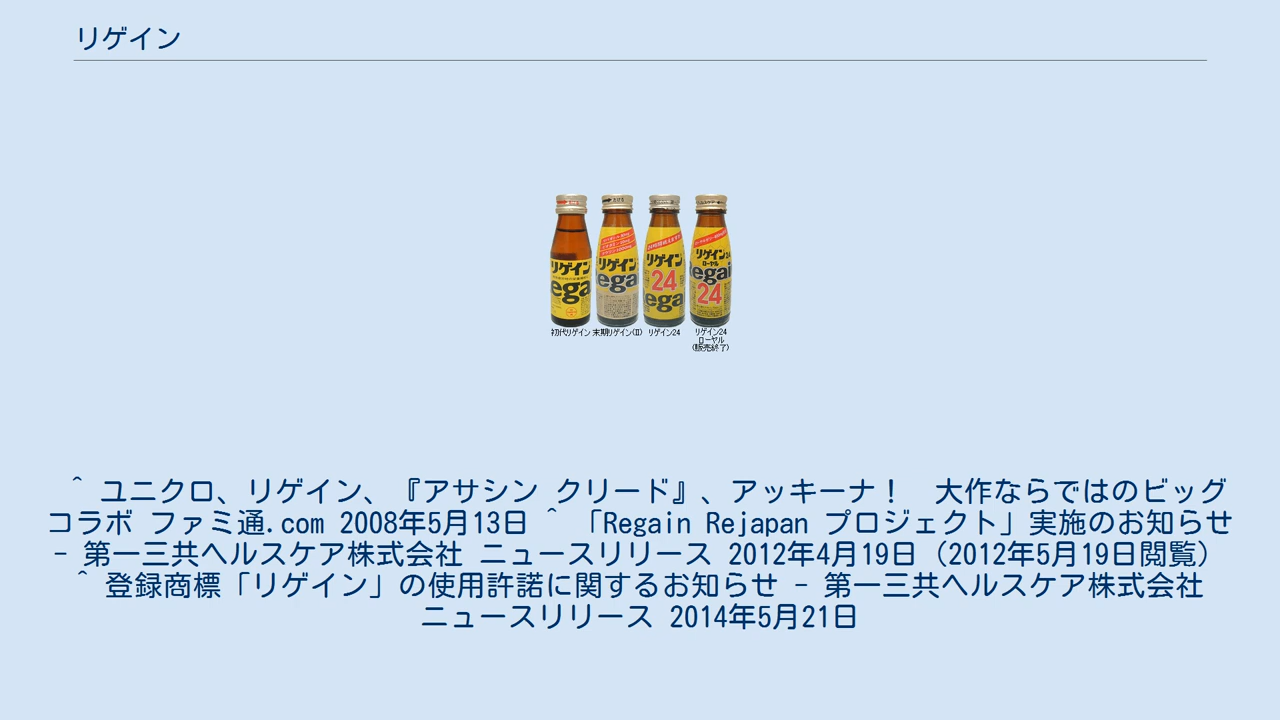 リゲイン
リゲイン
リゲイン
リゲイン
リゲイン24
ローヤル
24
24
egai
ega
ega
ega
初代リゲイン 末期リゲイン(II) リゲイン24 リゲイン24
ローヤル
(販売終了)
^ ユニクロ、リゲイン、『アサシン クリード』、アッキーナ！　大作ならではのビッグ
コラボ ファミ通.com 2008年5月13日 ^ 「Regain Rejapan プロジェクト」実施のお知らせ
- 第一三共ヘルスケア株式会社 ニュースリリース 2012年4月19日（2012年5月19日閲覧）
^ 登録商標「リゲイン」の使用許諾に関するお知らせ - 第一三共ヘルスケア株式会社
ニュースリリース 2014年5月21日